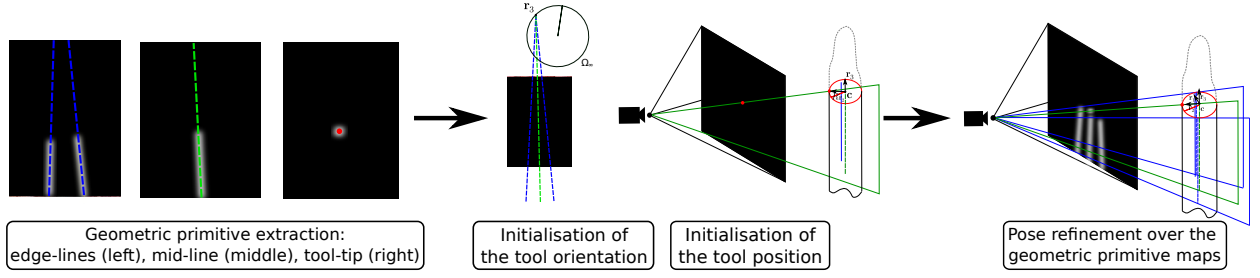 r₃
Ω∞
r₃
c
r₃
c
Geometric primitive extraction:
edge-lines (left), mid-line (middle), tool-tip (right)
Initialisation of
the tool orientation
Initialisation of
the tool position
Pose refinement over the
geometric primitive maps